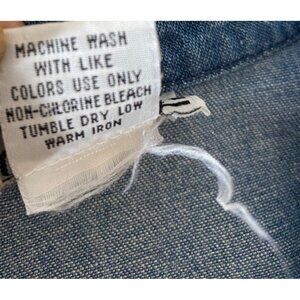 MACHINE WASH
WITH LIKE
COLORS USE ONLY
NON-CHLORINE BLEACH
TUMBLE DRY LOW
WARM IRON